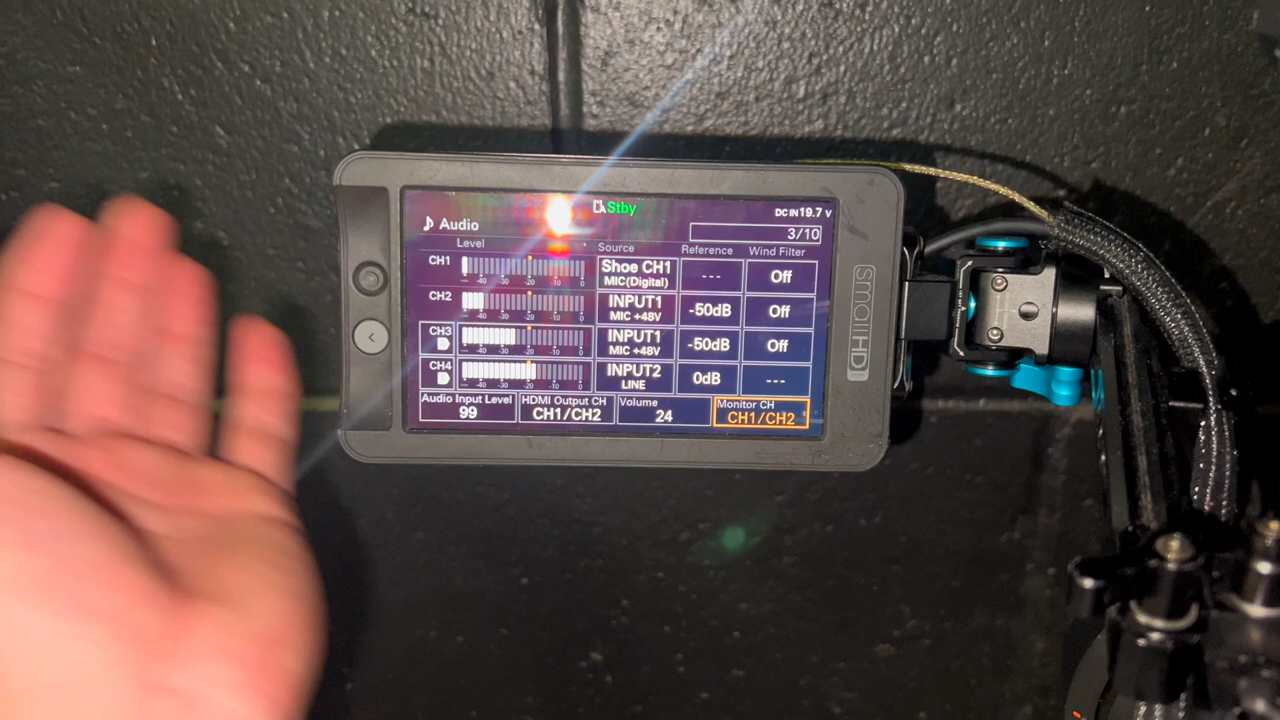 Stby
DC IN 19.7 V
Audio
3/10
Level Source Reference Wind Filter
CH1 -40 -30 -20 -10 0 Shoe CH1 MIC(Digital) --- Off
CH2 -40 -30 -20 -10 0 INPUT1 MIC +48V -50dB Off
CH3 -40 -30 -20 -10 0 INPUT1 MIC +48V -50dB Off
CH4 -40 -30 -20 -10 0 INPUT2 LINE 0dB ---
Audio Input Level HDMI Output CH Volume Monitor CH
99 CH1/CH2 24 CH1/CH2
smallHD